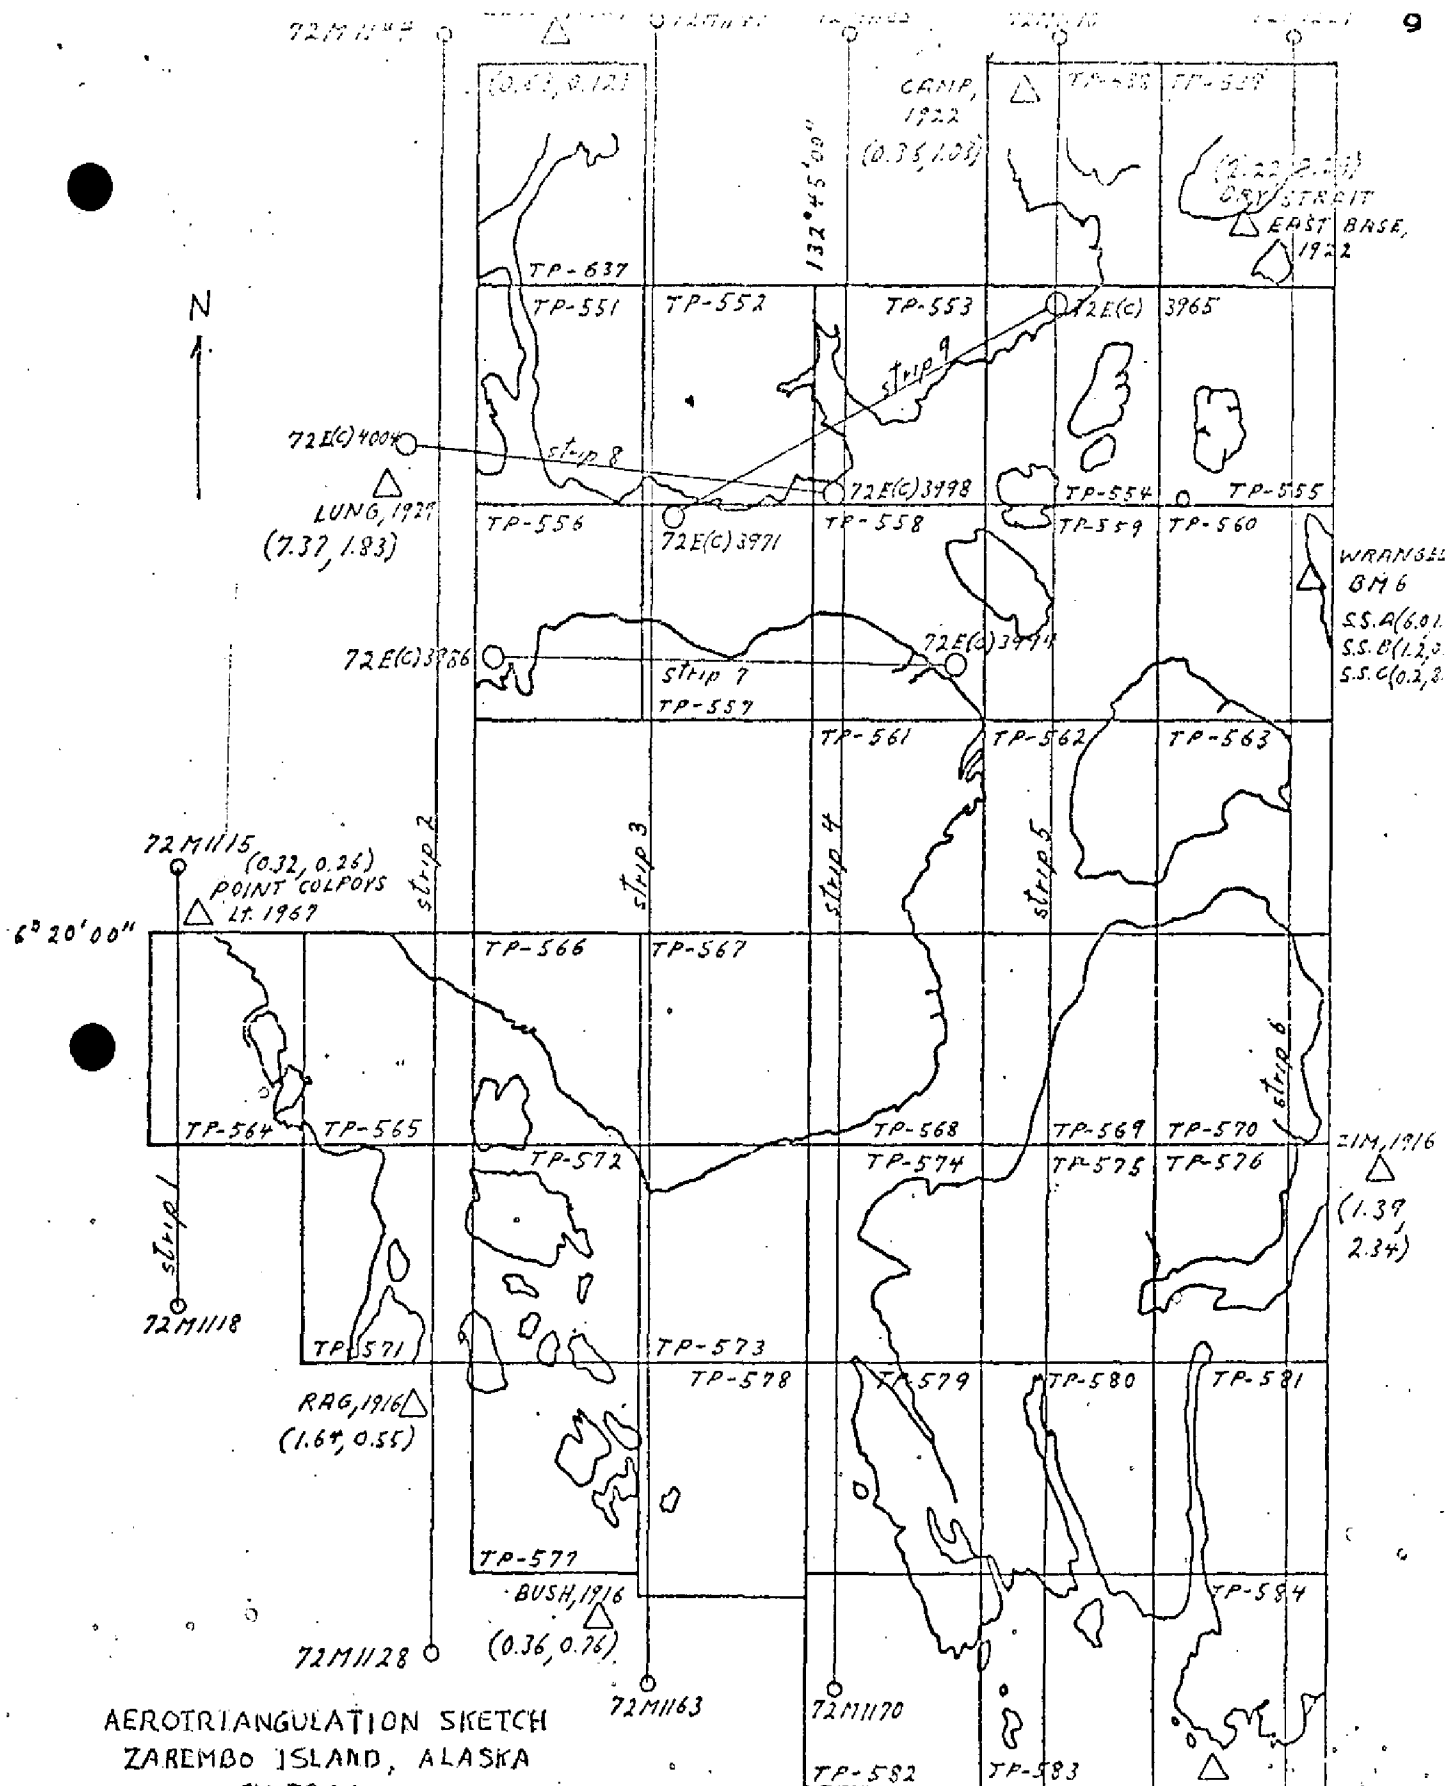 9
(0.63, 0.12)
CAMP,
1922
(0.35, 1.03)
132°45'00"
DRY STRAIT
EAST BASE,
1922
N
TP-637
TP-551
TP-552
TP-553
72E(C) 3965
strip 9
72E(C) 4004
strip 8
72E(C) 3998
LUNG, 1927
(7.37, 1.83)
TP-554
TP-555
TP-556
72E(C) 3971
TP-558
TP-559
TP-560
BM 6
72E(C) 3986
strip 7
TP-557
TP-561
TP-562
TP-563
72M1115
(0.32, 0.26)
POINT COLPOYS
Lt. 1967
strip 2
strip 3
strip 4
strip 5
6° 20' 00"
TP-566
TP-567
strip 6
TP-564
TP-565
TP-568
TP-569
TP-570
TP-572
TP-574
TP-575
TP-576
ZIM, 1916
(1.39,
2.34)
strip 1
72M1118
TP-571
TP-573
TP-578
TP-579
TP-580
TP-581
RAG, 1916
(1.64, 0.55)
TP-577
BUSH, 1916
(0.36, 0.76)
TP-584
72M1128
72M1163
72M1170
AEROTRIANGULATION SKETCH
ZAREMBO ISLAND, ALASKA
TP-582
TP-583